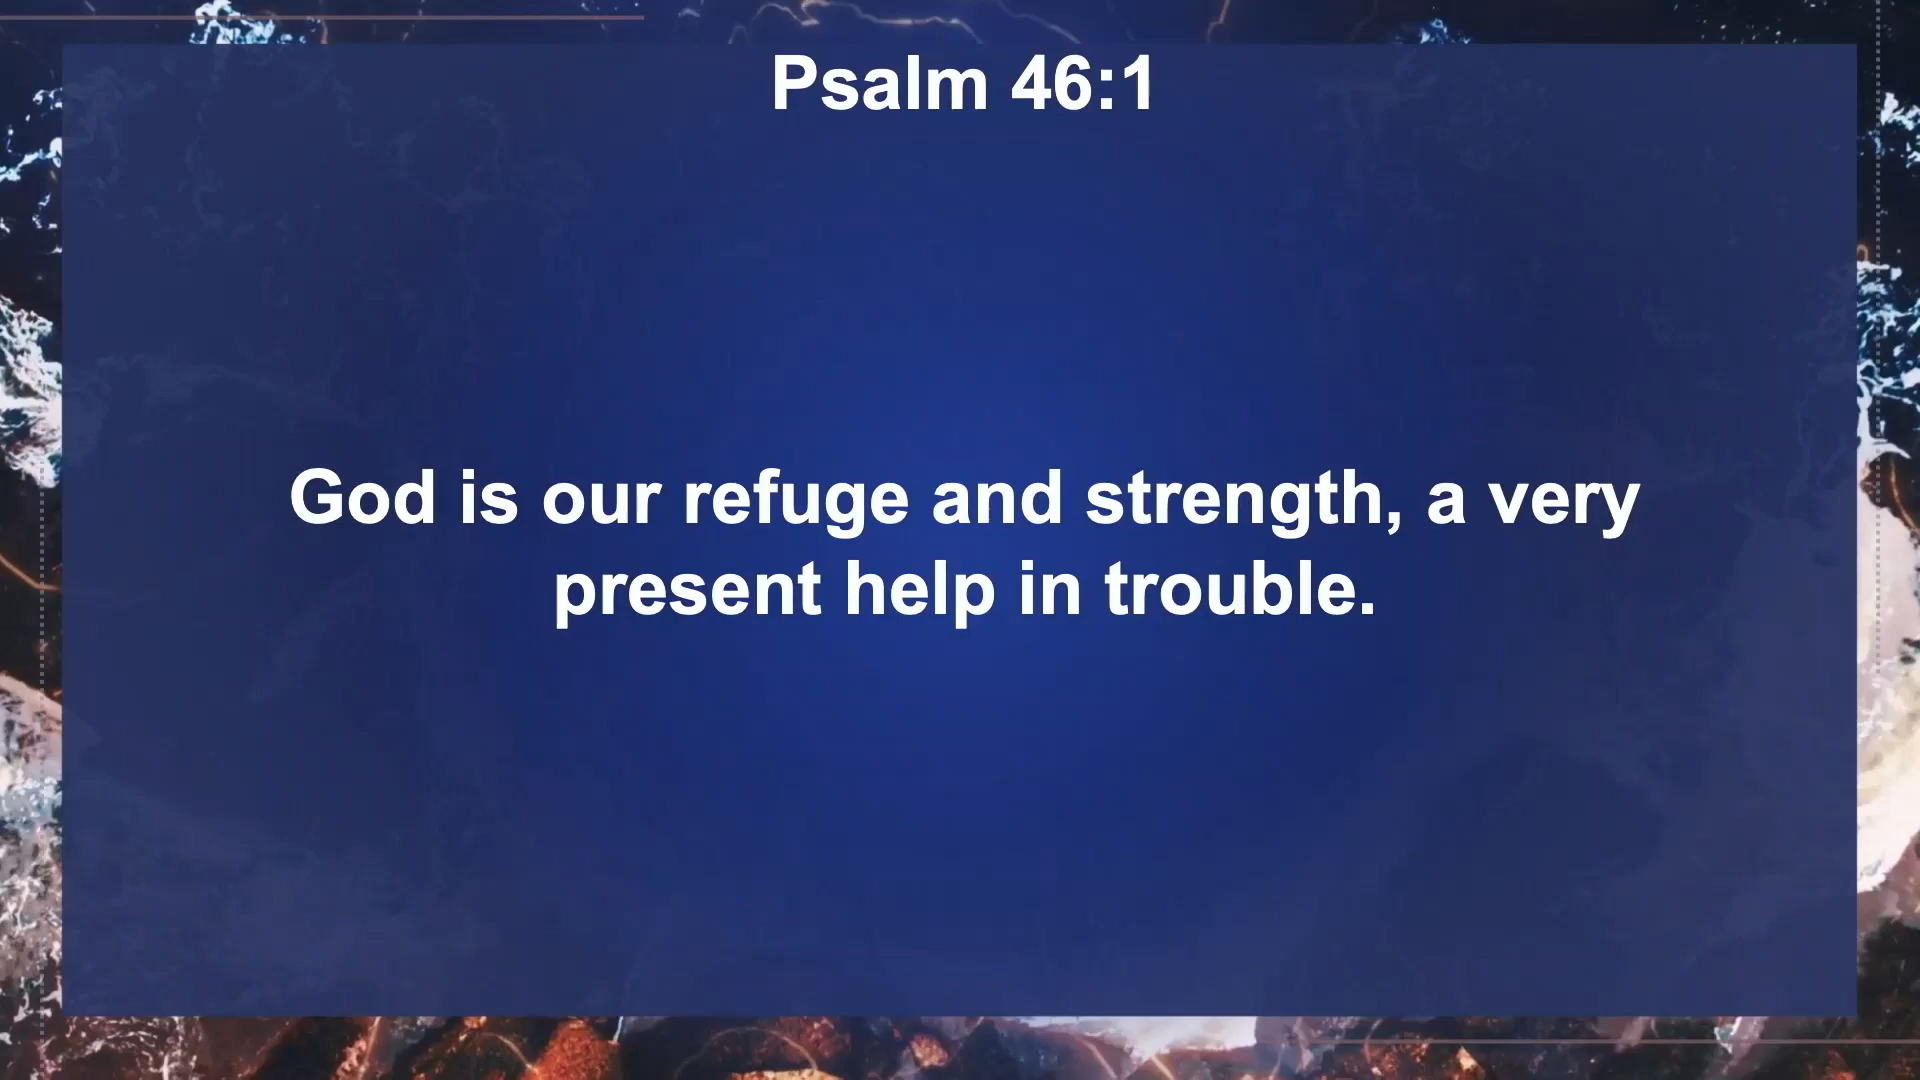 Psalm 46:1
God is our refuge and strength, a very
present help in trouble.